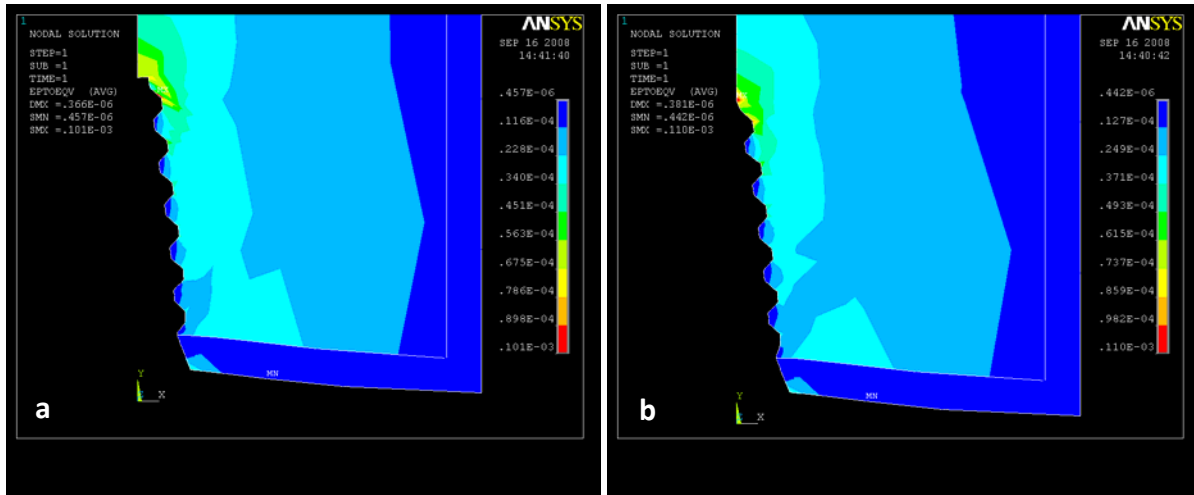 1
ANSYS
NODAL SOLUTION
SEP 16 2008
14:41:40
STEP=1
SUB =1
TIME=1
EPTOEQV (AVG)
DMX =.366E-06
SMN =.457E-06
SMX =.101E-03
.457E-06
.116E-04
.228E-04
.340E-04
.451E-04
.563E-04
.675E-04
.786E-04
.898E-04
.101E-03
MN
Y
X
a
1
ANSYS
NODAL SOLUTION
SEP 16 2008
14:40:42
STEP=1
SUB =1
TIME=1
EPTOEQV (AVG)
DMX =.381E-06
SMN =.442E-06
SMX =.110E-03
.442E-06
.127E-04
.249E-04
.371E-04
.493E-04
.615E-04
.737E-04
.859E-04
.982E-04
.110E-03
MN
Y
X
b